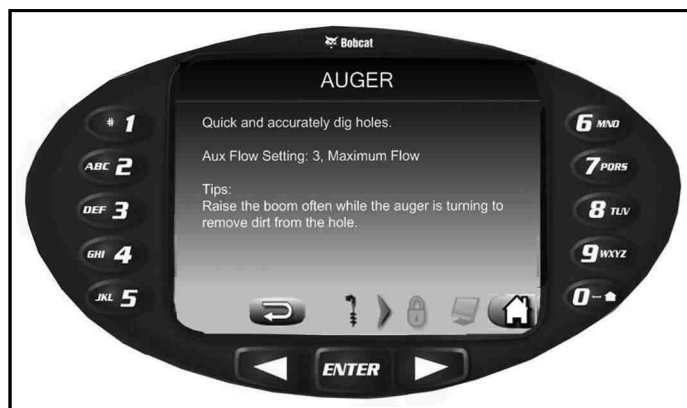 Bobcat
AUGER
Quick and accurately dig holes.
Aux Flow Setting: 3, Maximum Flow
Tips:
Raise the boom often while the auger is turning to
remove dirt from the hole.
# 1
ABC 2
DEF 3
GHI 4
JKL 5
6 MNO
7 PQRS
8 TUV
9 WXYZ
0
ENTER